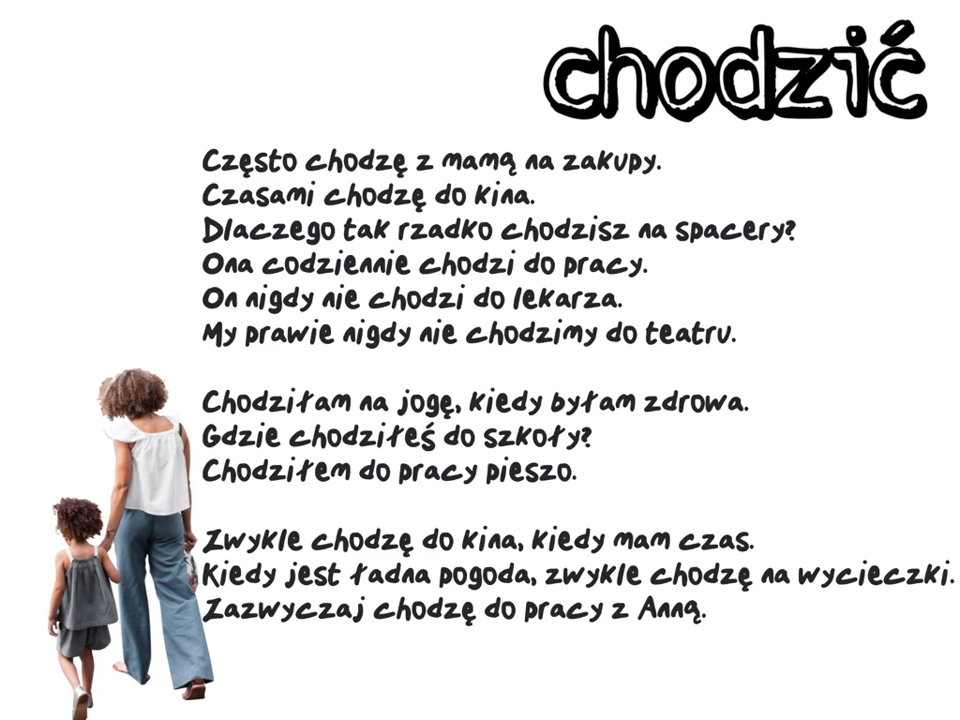 chodzić
Często chodzę z mamą na zakupy.
Czasami chodzę do kina.
Dlaczego tak rzadko chodzisz na spacery?
Ona codziennie chodzi do pracy.
On nigdy nie chodzi do lekarza.
My prawie nigdy nie chodzimy do teatru.
Chodziłam na jogę, kiedy byłam zdrowa.
Gdzie chodziłeś do szkoły?
Chodziłem do pracy pieszo.
Zwykle chodzę do kina, kiedy mam czas.
Kiedy jest ładna pogoda, zwykle chodzę na wycieczki.
Zazwyczaj chodzę do pracy z Anną.